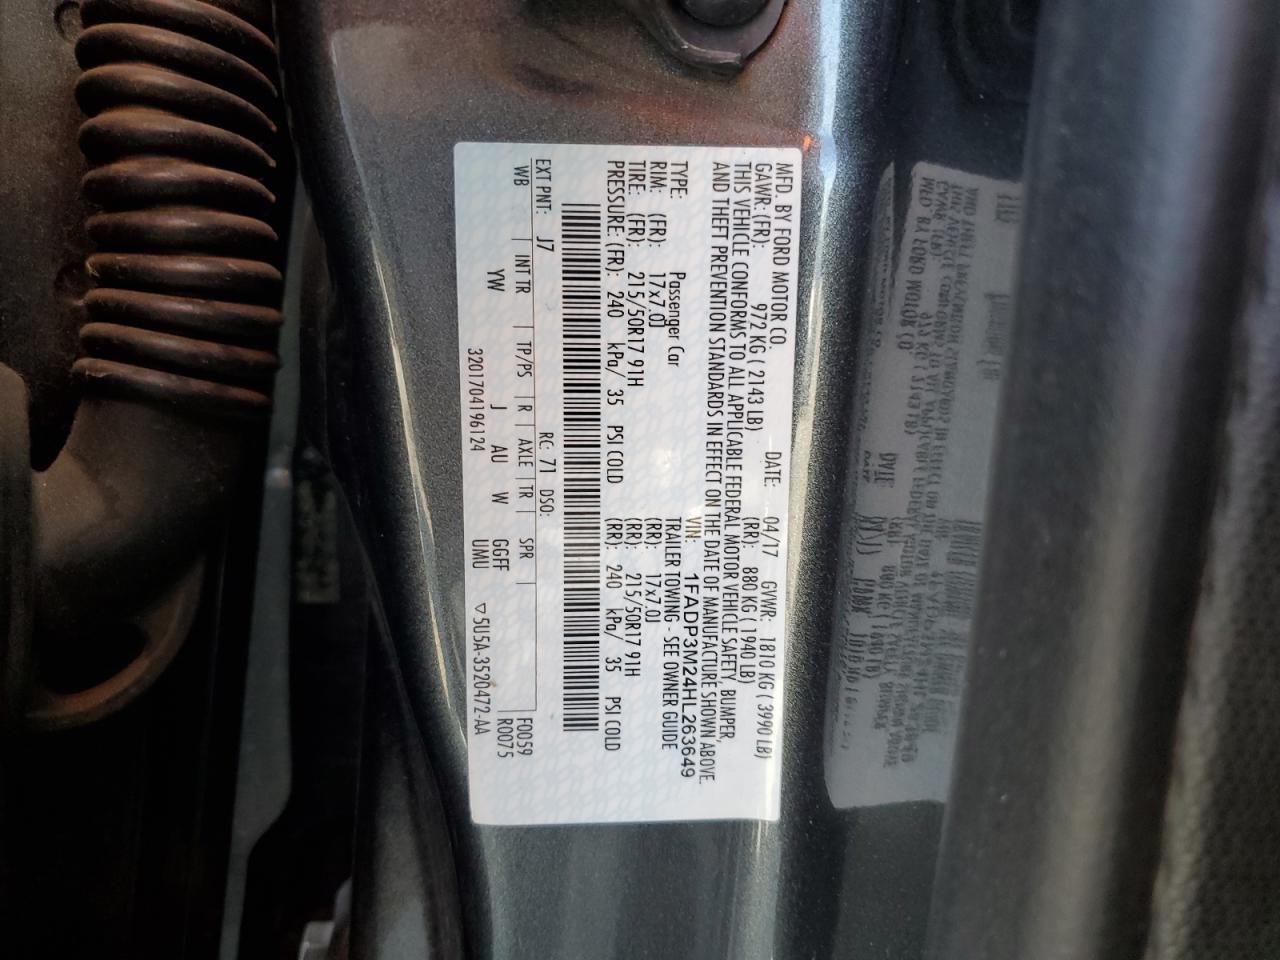 MFD. BY FORD MOTOR CO. DATE: 04/17 GVWR: 1810 KG ( 3990 LB)
GAWR: (FR): 972 KG ( 2143 LB) (RR): 880 KG ( 1940 LB)
THIS VEHICLE CONFORMS TO ALL APPLICABLE FEDERAL MOTOR VEHICLE SAFETY, BUMPER,
AND THEFT PREVENTION STANDARDS IN EFFECT ON THE DATE OF MANUFACTURE SHOWN ABOVE.
VIN: 1FADP3M24HL263649
TYPE: Passenger Car TRAILER TOWING - SEE OWNER GUIDE
RIM: (FR): 17x7.0J (RR): 17x7.0J
TIRE: (FR): 215/50R17 91H (RR): 215/50R17 91H
PRESSURE: (FR): 240 kPa/ 35 PSI COLD (RR): 240 kPa/ 35 PSI COLD
EXT PNT: J7 RC: 71 DSO: F0059
WB INT TR TP/PS R AXLE TR SPR R0075
YW J AU W GGFF
UMU
3201704196124 ▽5U5A-3520472-AA